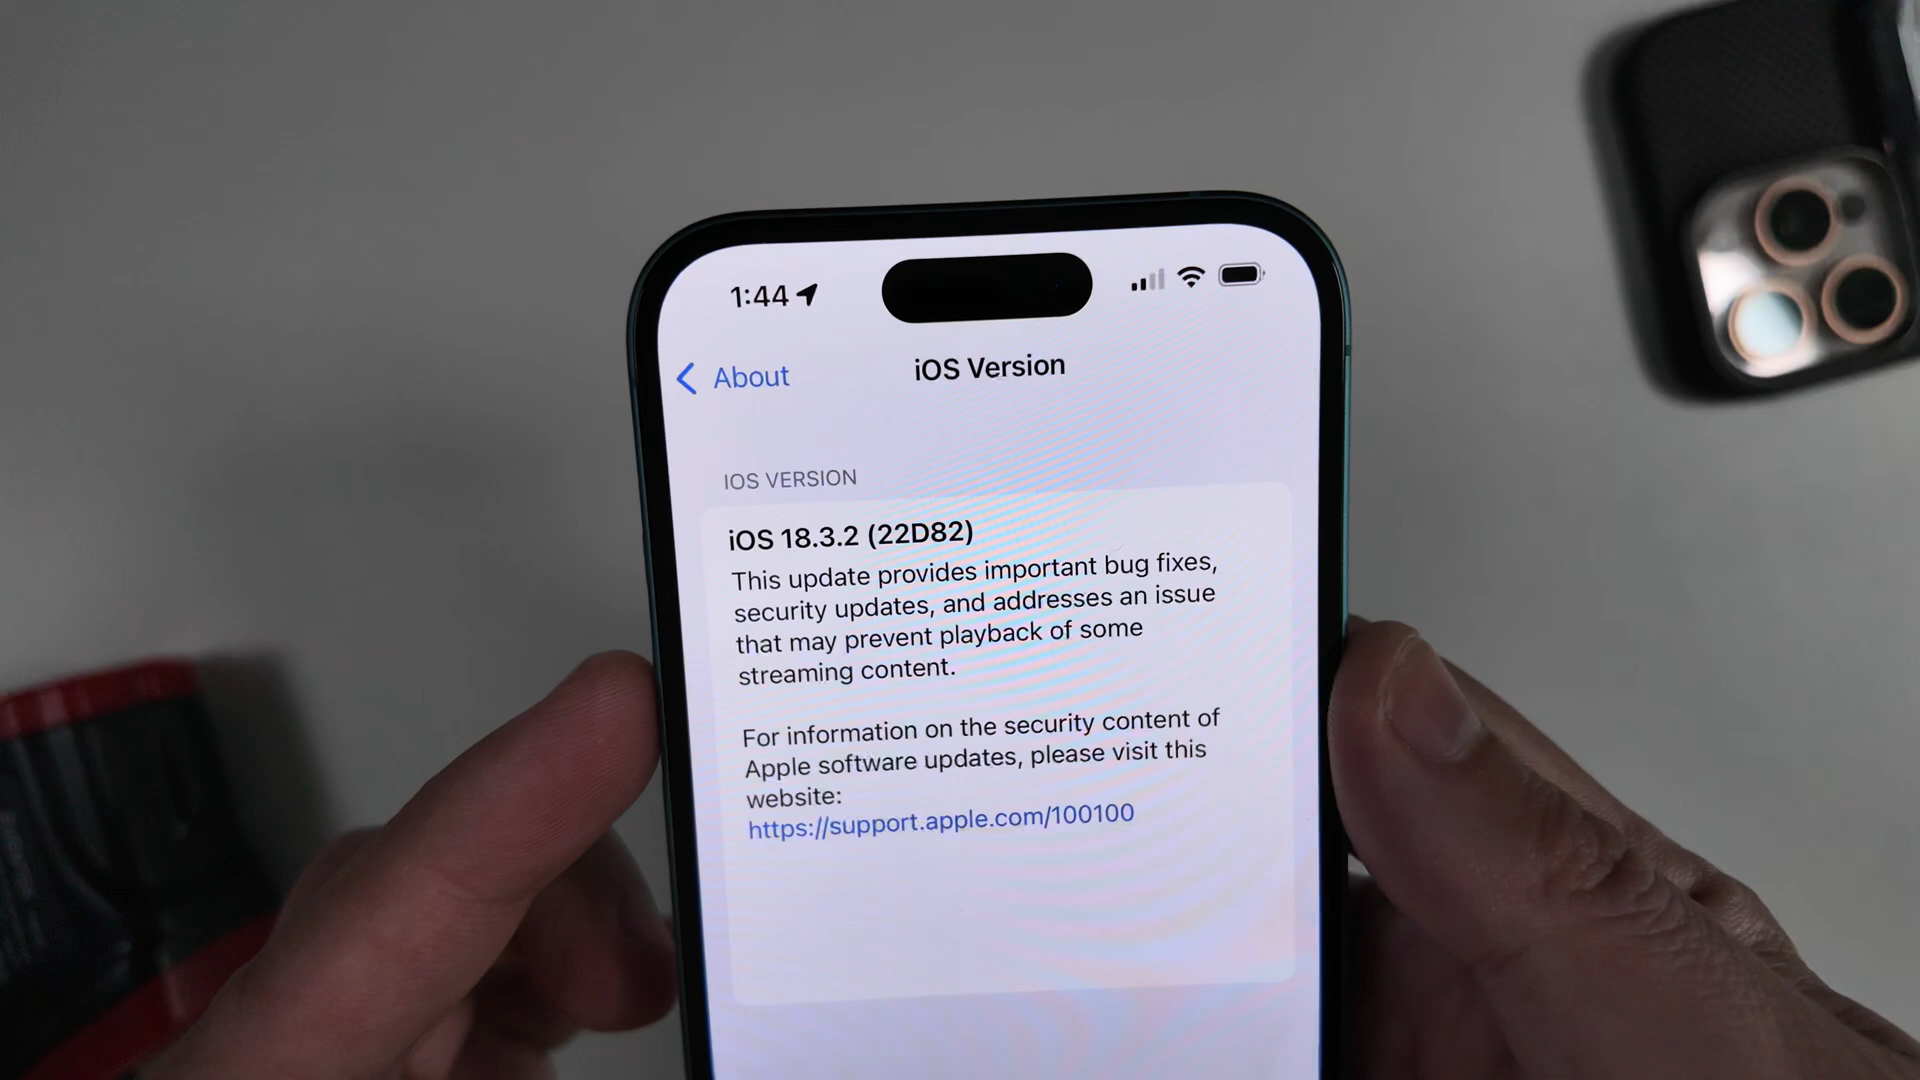 1:44
About
iOS Version
IOS VERSION
iOS 18.3.2 (22D82)
This update provides important bug fixes,
security updates, and addresses an issue
that may prevent playback of some
streaming content.
For information on the security content of
Apple software updates, please visit this
website:
https://support.apple.com/100100